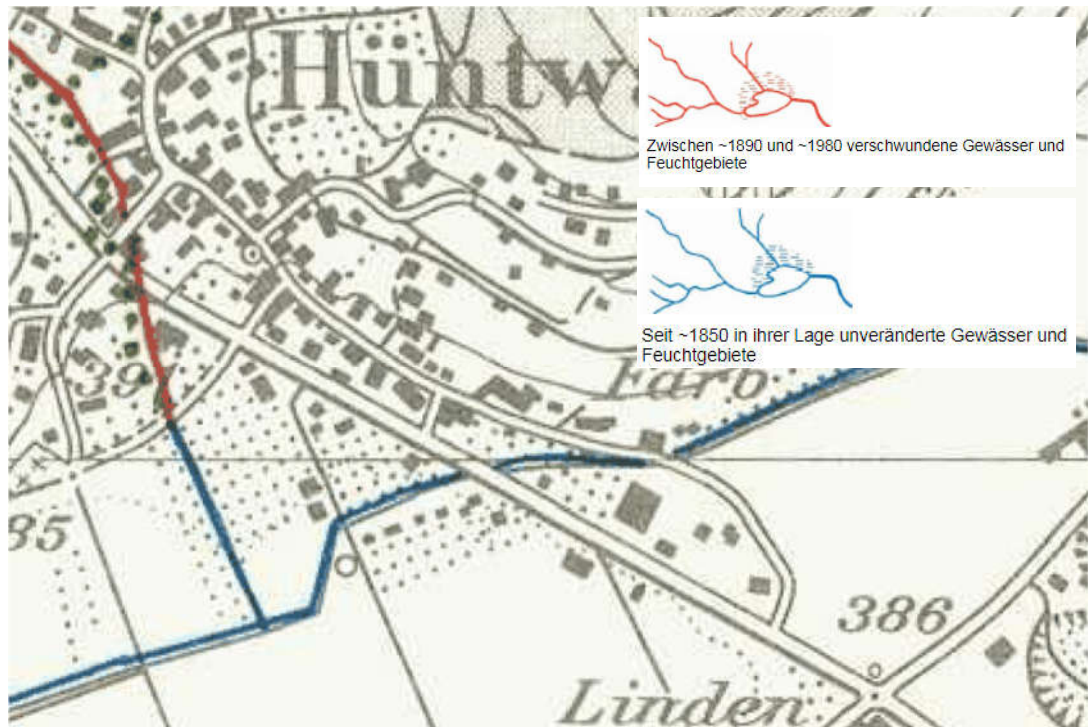 Hüntw
Zwischen ~1890 und ~1980 verschwundene Gewässer und
Feuchtgebiete
Seit ~1850 in ihrer Lage unveränderte Gewässer und
Feuchtgebiete
391
Farb
85
386
Linden